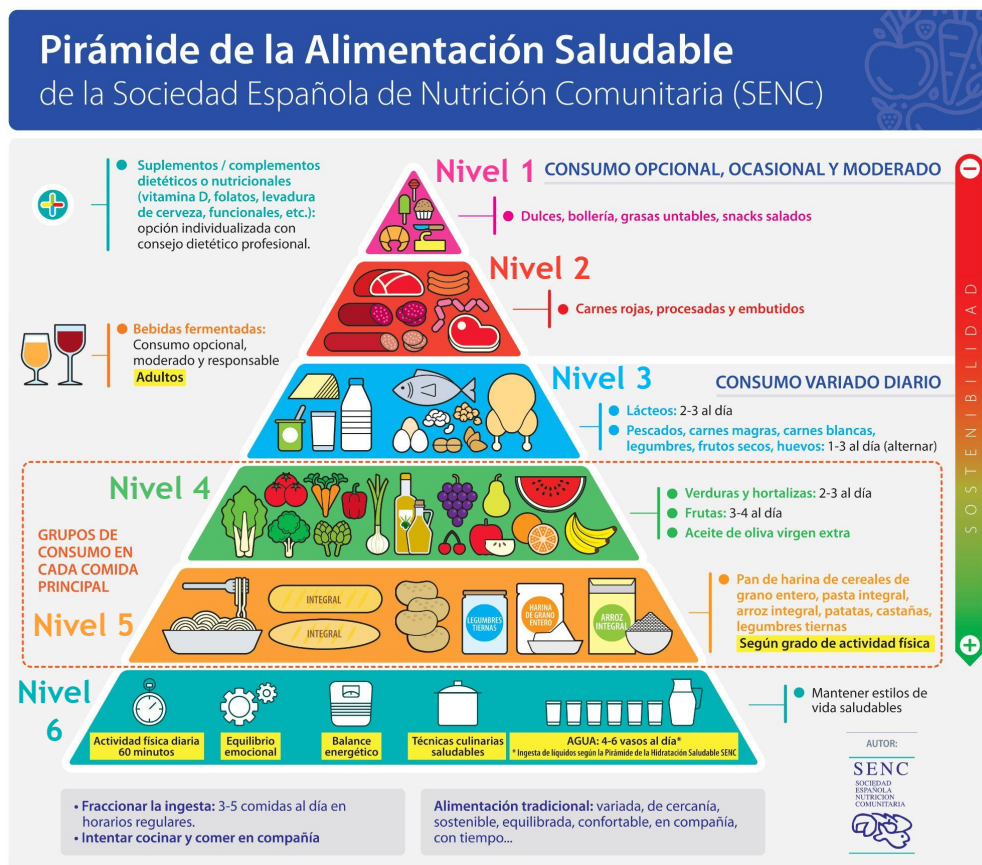 Pirámide de la Alimentación Saludable
de la Sociedad Española de Nutrición Comunitaria (SENC)
Suplementos / complementos
dietéticos o nutricionales
(vitamina D, folatos, levadura
de cerveza, funcionales, etc.):
opción individualizada con
consejo dietético profesional.
Nivel 1
CONSUMO OPCIONAL, OCASIONAL Y MODERADO
Dulces, bollería, grasas untables, snacks salados
Nivel 2
Carnes rojas, procesadas y embutidos
Bebidas fermentadas:
Consumo opcional,
moderado y responsable
Adultos
Nivel 3
CONSUMO VARIADO DIARIO
Lácteos: 2-3 al día
Pescados, carnes magras, carnes blancas,
legumbres, frutos secos, huevos: 1-3 al día (alternar)
SOSTENIBILIDAD
Nivel 4
Verduras y hortalizas: 2-3 al día
Frutas: 3-4 al día
Aceite de oliva virgen extra
GRUPOS DE
CONSUMO EN
CADA COMIDA
PRINCIPAL
Nivel 5
INTEGRAL
INTEGRAL
LEGUMBRES
TIERNAS
HARINA
DE GRANO
ENTERO
ARROZ
INTEGRAL
Pan de harina de cereales de
grano entero, pasta integral,
arroz integral, patatas, castañas,
legumbres tiernas
Según grado de actividad física
Nivel
6
Actividad física diaria
60 minutos
Equilibrio
emocional
Balance
energético
Técnicas culinarias
saludables
AGUA: 4-6 vasos al día*
* Ingesta de líquidos según la Pirámide de la Hidratación Saludable SENC
Mantener estilos de
vida saludables
AUTOR:
SENC
SOCIEDAD
ESPAÑOLA
NUTRICION
COMUNITARIA
• Fraccionar la ingesta: 3-5 comidas al día en
horarios regulares.
• Intentar cocinar y comer en compañía
Alimentación tradicional: variada, de cercanía,
sostenible, equilibrada, confortable, en compañía,
con tiempo...